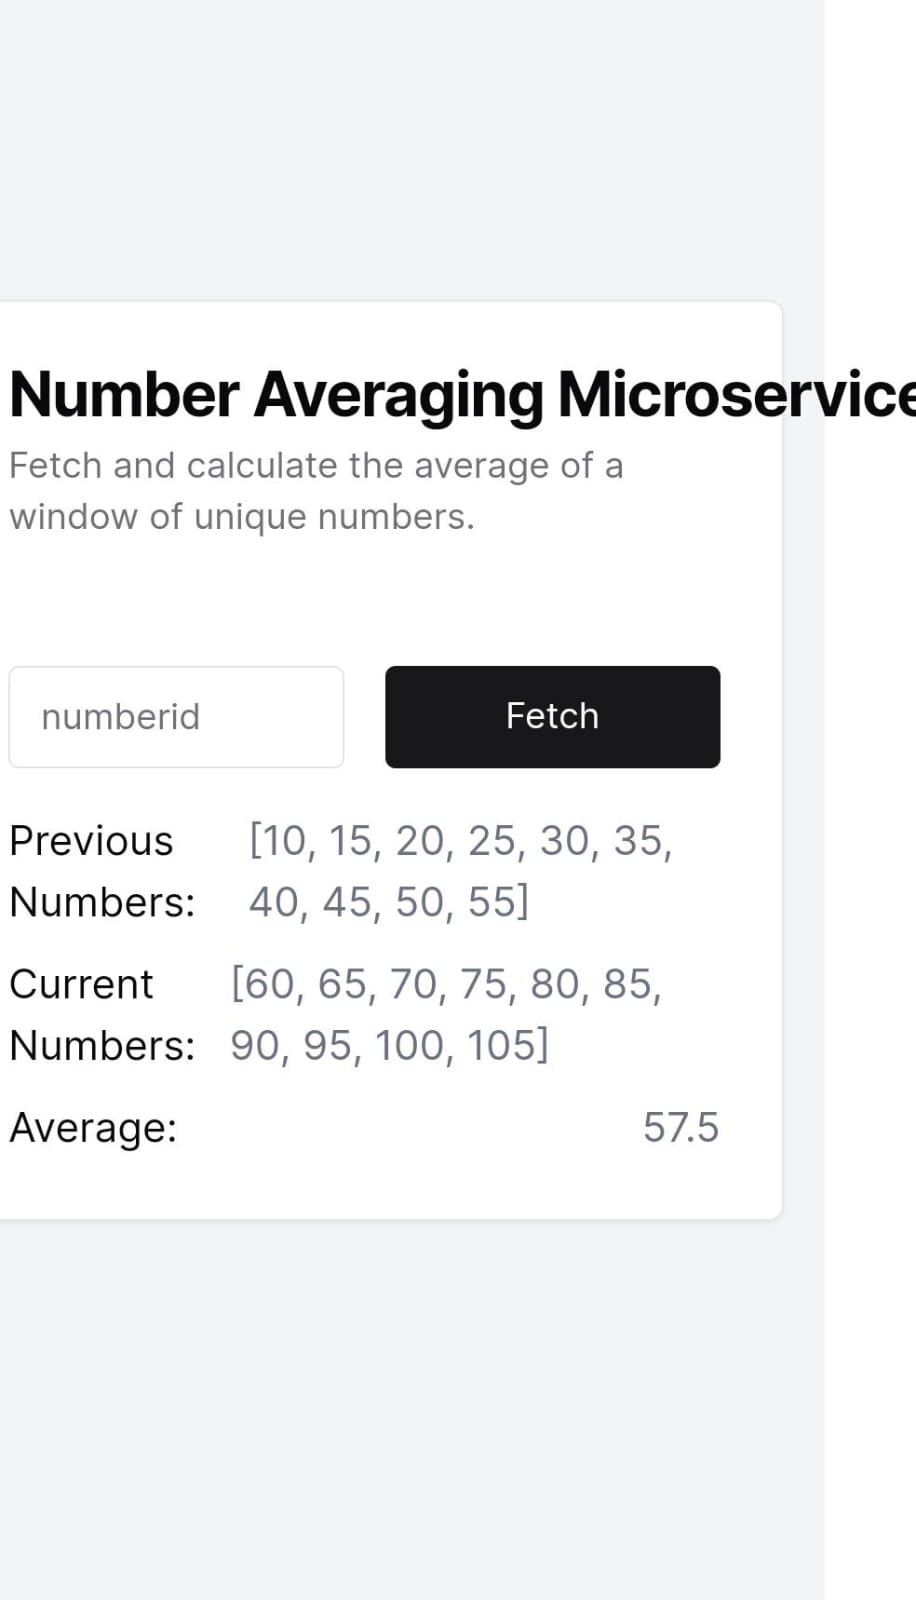 Number Averaging Microservice
Fetch and calculate the average of a
window of unique numbers.
numberid
Fetch
Previous
Numbers:
[10, 15, 20, 25, 30, 35,
40, 45, 50, 55]
Current
Numbers:
[60, 65, 70, 75, 80, 85,
90, 95, 100, 105]
Average:
57.5